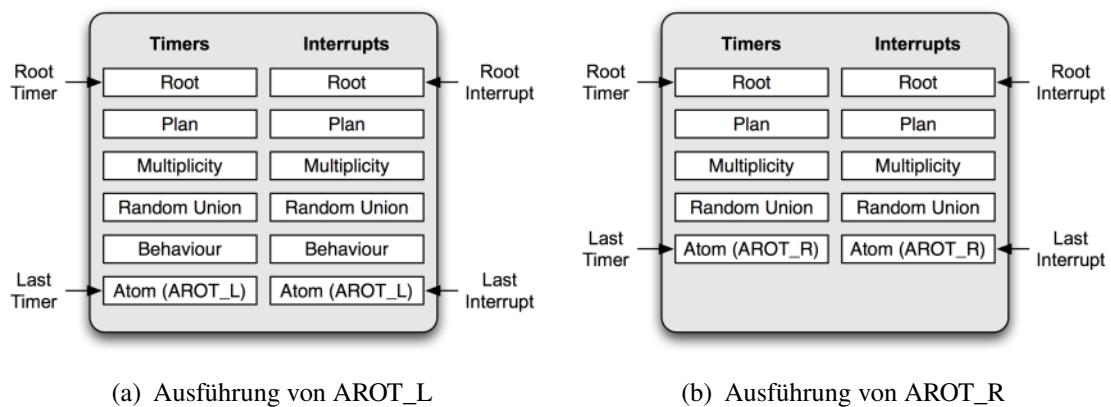 Timers Interrupts
Root Timer
Root Root
Root Interrupt
Plan Plan
Multiplicity Multiplicity
Random Union Random Union
Behaviour Behaviour
Last Timer
Atom (AROT_L) Atom (AROT_L)
Last Interrupt
(a) Ausführung von AROT_L
Timers Interrupts
Root Timer
Root Root
Root Interrupt
Plan Plan
Multiplicity Multiplicity
Random Union Random Union
Last Timer
Atom (AROT_R) Atom (AROT_R)
Last Interrupt
(b) Ausführung von AROT_R